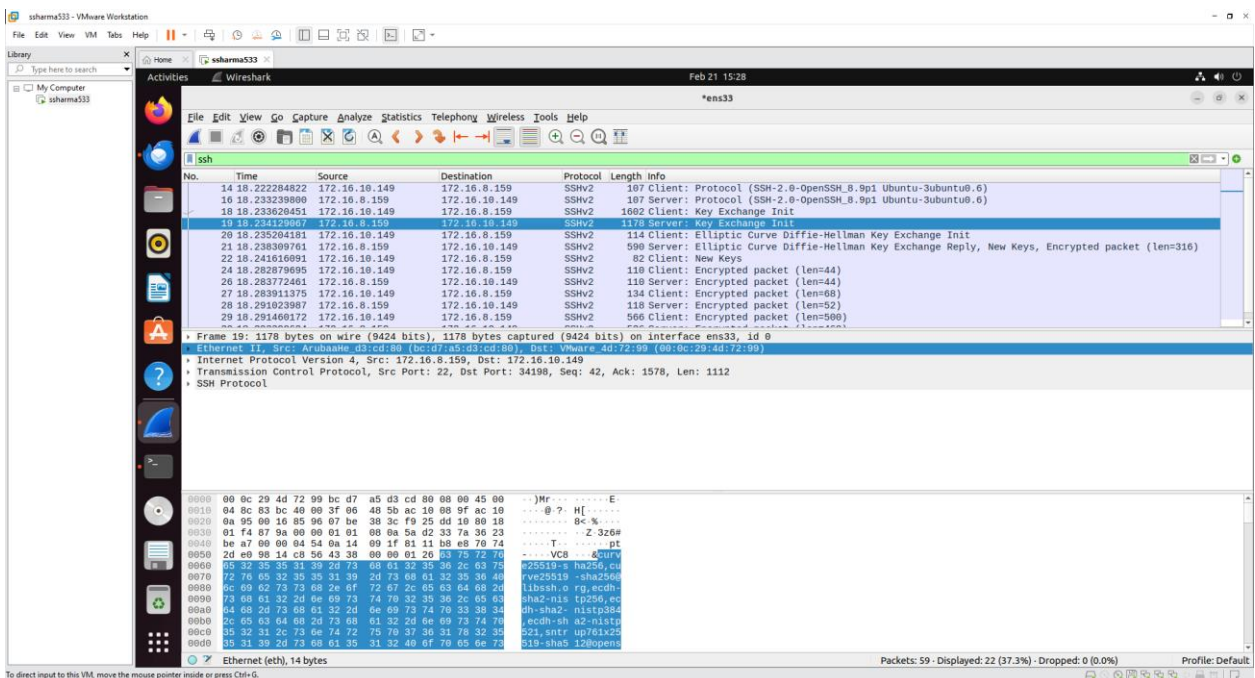 ssharma533 - VMware Workstation
File Edit View VM Tabs Help
Library
Type here to search
My Computer
ssharma533
Home
ssharma533
Activities Wireshark Feb 21 15:28
*ens33
File Edit View Go Capture Analyze Statistics Telephony Wireless Tools Help
ssh
No. Time Source Destination Protocol Length Info
14 18.222284822 172.16.10.149 172.16.8.159 SSHv2 107 Client: Protocol (SSH-2.0-OpenSSH_8.9p1 Ubuntu-3ubuntu0.6)
16 18.233239800 172.16.8.159 172.16.10.149 SSHv2 107 Server: Protocol (SSH-2.0-OpenSSH_8.9p1 Ubuntu-3ubuntu0.6)
18 18.233620451 172.16.10.149 172.16.8.159 SSHv2 1602 Client: Key Exchange Init
19 18.234129067 172.16.8.159 172.16.10.149 SSHv2 1178 Server: Key Exchange Init
20 18.235204181 172.16.10.149 172.16.8.159 SSHv2 114 Client: Elliptic Curve Diffie-Hellman Key Exchange Init
21 18.238309761 172.16.8.159 172.16.10.149 SSHv2 590 Server: Elliptic Curve Diffie-Hellman Key Exchange Reply, New Keys, Encrypted packet (len=316)
22 18.241616091 172.16.10.149 172.16.8.159 SSHv2 82 Client: New Keys
24 18.282879695 172.16.10.149 172.16.8.159 SSHv2 110 Client: Encrypted packet (len=44)
26 18.283772461 172.16.8.159 172.16.10.149 SSHv2 110 Server: Encrypted packet (len=44)
27 18.283911375 172.16.10.149 172.16.8.159 SSHv2 134 Client: Encrypted packet (len=68)
28 18.291023987 172.16.8.159 172.16.10.149 SSHv2 118 Server: Encrypted packet (len=52)
29 18.291460172 172.16.10.149 172.16.8.159 SSHv2 566 Client: Encrypted packet (len=500)
Frame 19: 1178 bytes on wire (9424 bits), 1178 bytes captured (9424 bits) on interface ens33, id 0
Ethernet II, Src: ArubaaHe_d3:cd:80 (bc:d7:a5:d3:cd:80), Dst: VMware_4d:72:99 (00:0c:29:4d:72:99)
Internet Protocol Version 4, Src: 172.16.8.159, Dst: 172.16.10.149
Transmission Control Protocol, Src Port: 22, Dst Port: 34198, Seq: 42, Ack: 1578, Len: 1112
SSH Protocol
0000 00 0c 29 4d 72 99 bc d7 a5 d3 cd 80 08 00 45 00 ··)Mr··· ······E·
0010 04 8c 83 bc 40 00 3f 06 48 5b ac 10 08 9f ac 10 ····@·?· H[······
0020 0a 95 00 16 85 96 07 be 38 3c f9 25 dd 10 80 18 ········ 8<·%····
0030 01 f4 87 9a 00 00 01 01 08 0a 5a d2 33 7a 36 23 ········ ··Z·3z6#
0040 be a7 00 00 04 54 0a 14 09 1f 81 11 b8 e8 70 74 ·····T·· ······pt
0050 2d e0 98 14 c8 56 43 38 00 00 01 26 63 75 72 76 -····VC8 ···&curv
0060 65 32 35 35 31 39 2d 73 68 61 32 35 36 2c 63 75 e25519-s ha256,cu
0070 72 76 65 32 35 35 31 39 2d 73 68 61 32 35 36 40 rve25519 -sha256@
0080 6c 69 62 73 73 68 2e 6f 72 67 2c 65 63 64 68 2d libssh.o rg,ecdh-
0090 73 68 61 32 2d 6e 69 73 74 70 32 35 36 2c 65 63 sha2-nis tp256,ec
00a0 64 68 2d 73 68 61 32 2d 6e 69 73 74 70 33 38 34 dh-sha2- nistp384
00b0 2c 65 63 64 68 2d 73 68 61 32 2d 6e 69 73 74 70 ,ecdh-sh a2-nistp
00c0 35 32 31 2c 73 6e 74 72 75 70 37 36 31 78 32 35 521,sntr up761x25
00d0 35 31 39 2d 73 68 61 35 31 32 40 6f 70 65 6e 73 519-sha5 12@opens
Ethernet (eth), 14 bytes Packets: 59 · Displayed: 22 (37.3%) · Dropped: 0 (0.0%) Profile: Default
To direct input to this VM, move the mouse pointer inside or press Ctrl+G.